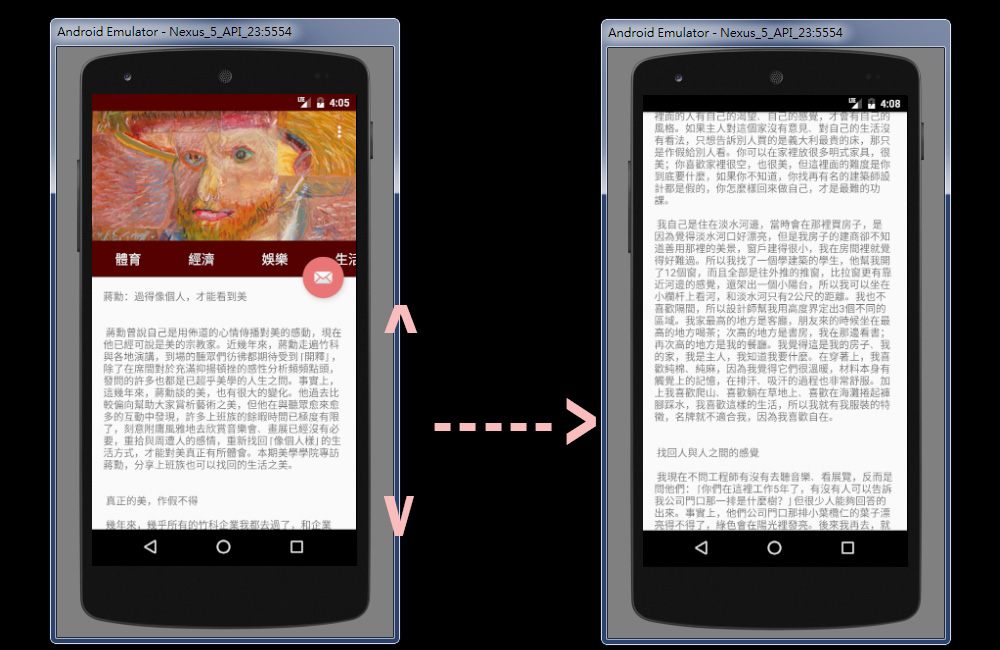 Android Emulator - Nexus_5_API_23:5554
LTE 4:05
體育 經濟 娛樂 生活
蔣勳：過得像個人，才能看到美
蔣勳曾說自己是用佈道的心情傳播對美的感動，現在
他已經可說是美的宗教家。近幾年來，蔣勳走遍竹科
與各地演講，到場的聽眾們彷彿都期待受到「開釋」，
除了在席間對於充滿抑揚頓挫的感性分析頻頻點頭，
發問的許多也都是已超乎美學的人生之問。事實上，
這幾年來，蔣勳談的美，也有很大的變化。他過去比
較偏向幫助大家賞析藝術之美，但他在與聽眾愈來愈
多的互動中發現，許多上班族的餘暇時間已極度有限
了，刻意附庸風雅地去欣賞音樂會、畫展已經沒有必
要，重拾與周遭人的感情，重新找回「像個人樣」的生
活方式，才能對美真正有所體會。本期美學學院專訪
蔣勳，分享上班族也可以找回的生活之美。
真正的美，作假不得
幾年來，幾乎所有的竹科企業我都去過了，和企業
^
v
----->
Android Emulator - Nexus_5_API_23:5554
LTE 4:08
裡面的人有自己的渴望、自己的感覺，才會有自己的
風格。如果主人對這個家沒有意見、對自己的生活沒
有看法，只想告訴別人買的是義大利最貴的床，那只
是作假給別人看。你可以在家裡放很多明式家具，很
美；你喜歡家裡很空，也很美，但這裡面的難度是你
到底要什麼，如果你不知道，你找再有名的建築師設
計都是假的，你怎麼樣回來做自己，才是最難的功
課。
我自己是住在淡水河邊，當時會在那裡買房子，是
因為覺得淡水河口好漂亮，但是我房子的建商卻不知
道善用那裡的美景，窗戶建得很小，我在房間裡就覺
得好難過。所以我找了一個學建築的學生，他幫我開
了12個窗，而且全部是往外推的推窗，比拉窗更有靠
近河邊的感覺，還架出一個小陽台，所以我可以坐在
小欄杆上看河，和淡水河只有2公尺的距離。我也不
喜歡隔間，所以設計師幫我用高度界定出3個不同的
區域。我家最高的地方是客廳，朋友來的時候坐在最
高的地方喝茶；次高的地方是書房，我在那邊看書；
再次高的地方是我的餐廳。我覺得這是我的房子、我
的家，我是主人，我知道我要什麼。在穿著上，我喜
歡純棉、純麻，因為我覺得它們很溫暖，材料本身有
觸覺上的記憶，在排汗、吸汗的過程也非常舒服。加
上我喜歡爬山、喜歡躺在草地上、喜歡在海灘捲起褲
腳踩水，我喜歡這樣的生活，所以我就有我服裝的特
徵，名牌就不適合我，因為我喜歡自在。
找回人與人之間的感覺
我現在不問工程師有沒有去聽音樂、看展覽，反而是
問他們：「你們在這裡工作5年了，有沒有人可以告訴
我公司門口那一排是什麼樹？」但很少人能夠回答的
出來。事實上，他們公司門口那排小葉欖仁的葉子漂
亮得不得了，綠色會在陽光裡發亮。後來我再去，就